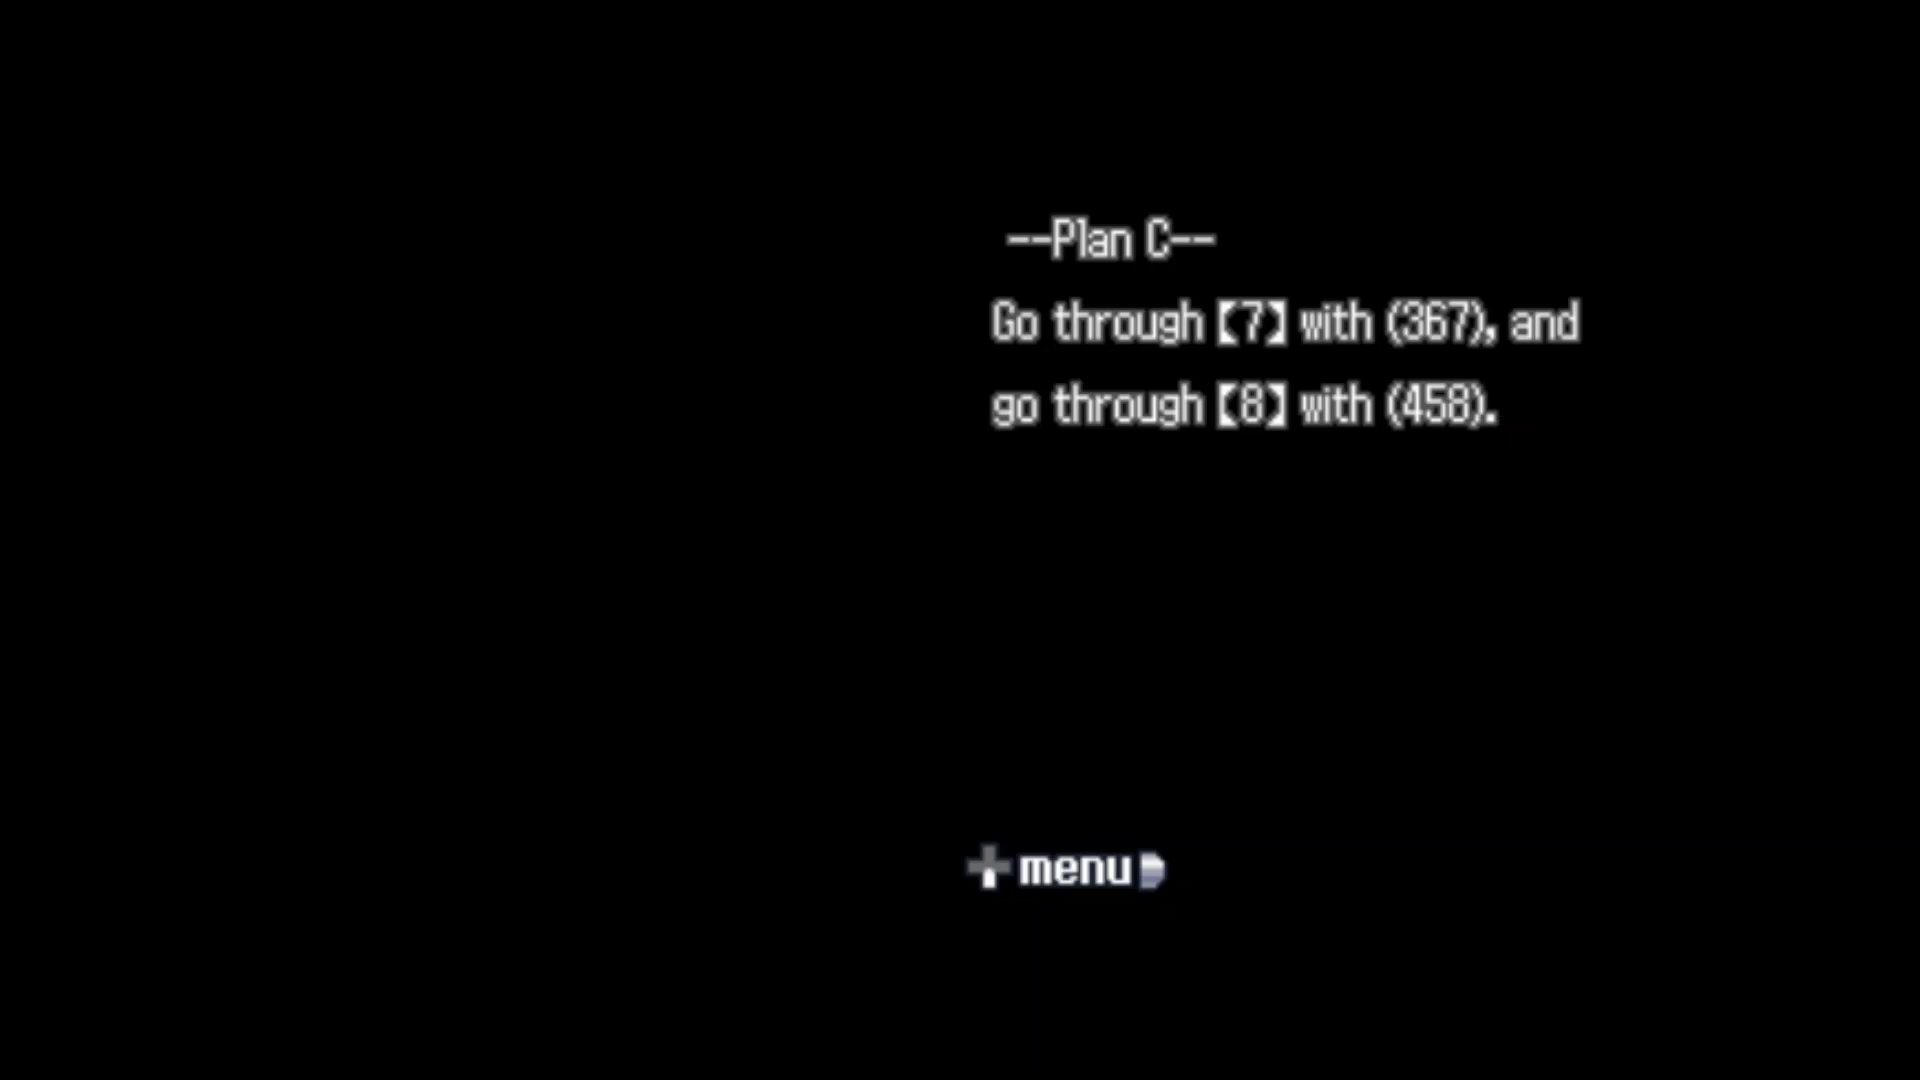 --Plan C--
Go through【7】with (367), and
go through【8】with (458).
menu